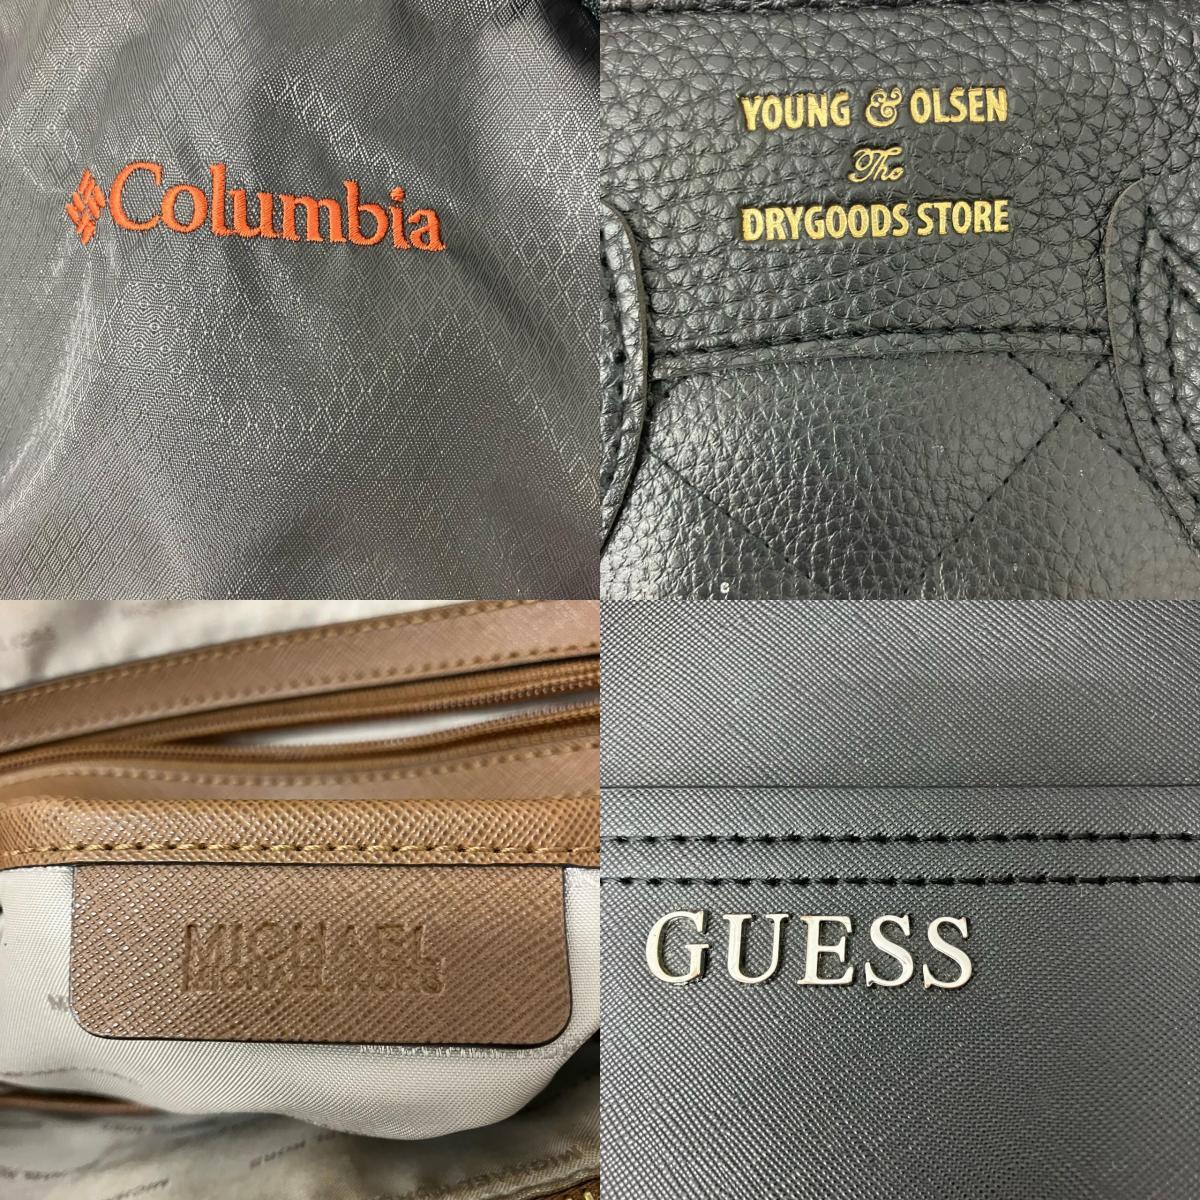 Columbia
YOUNG & OLSEN
The
DRYGOODS STORE
MICHAEL
MICHAEL KORS
GUESS